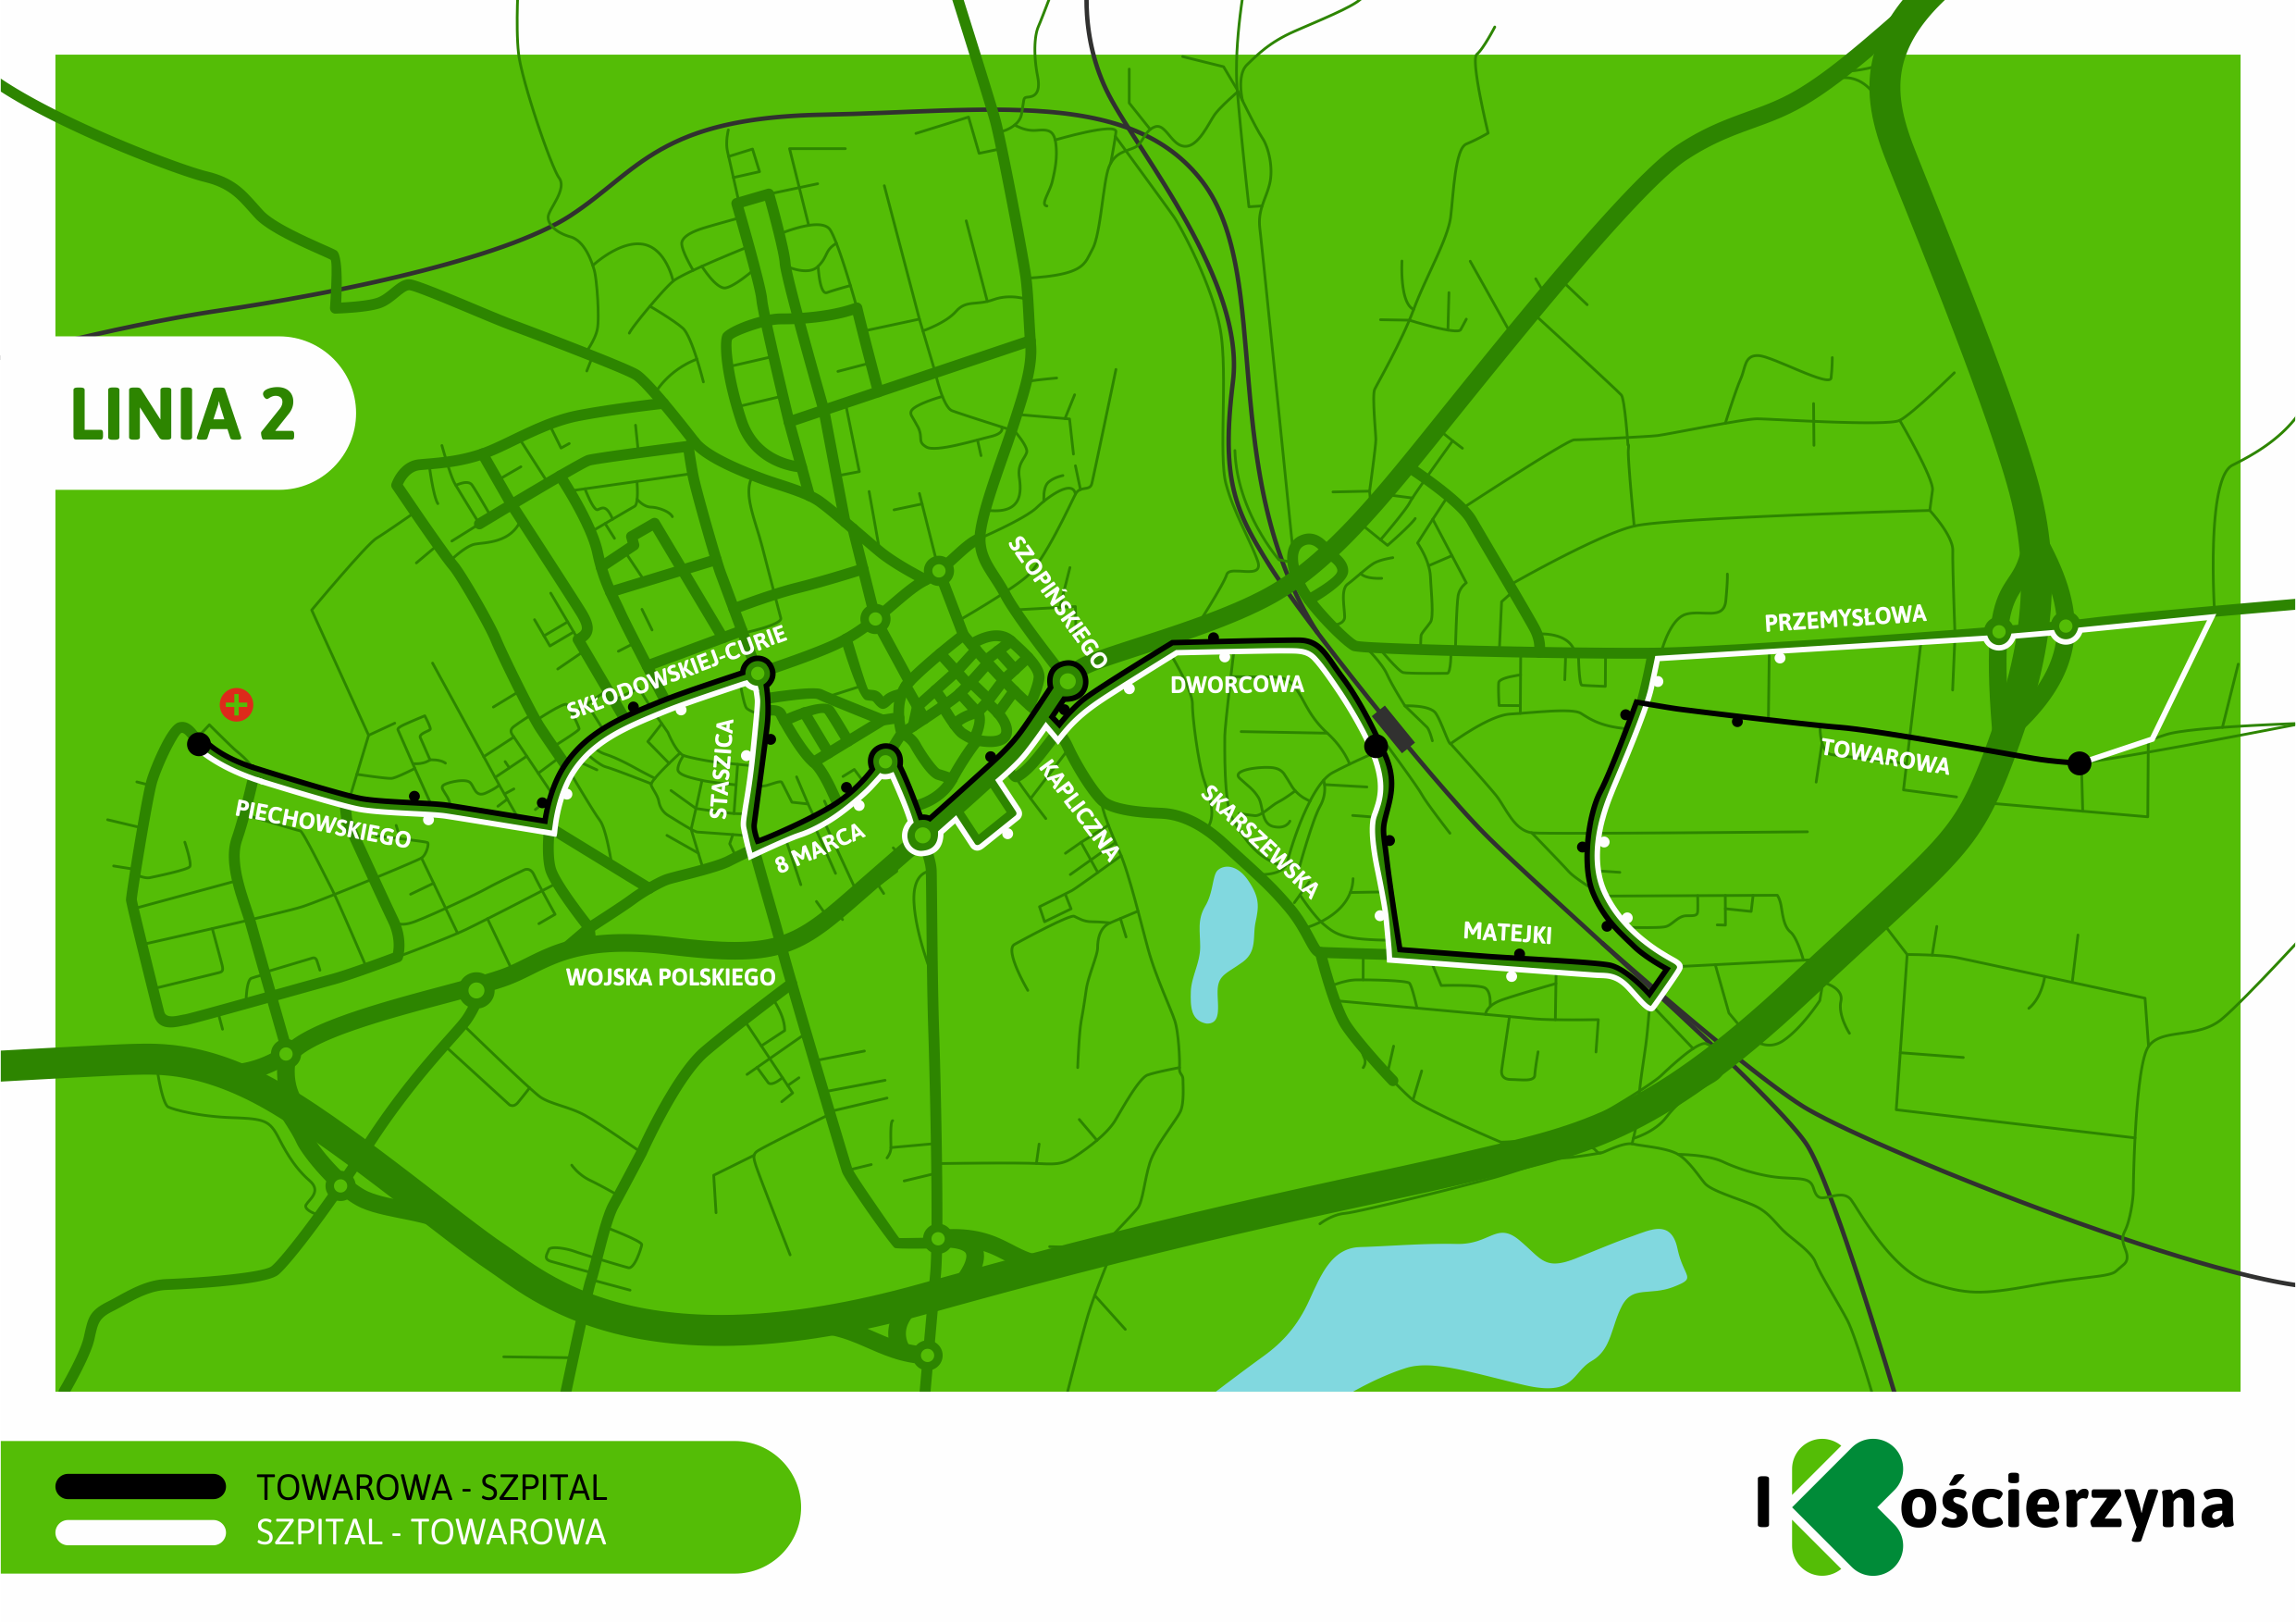 LINIA 2
SZOPIŃSKIEGO
PRZEMYSŁOWA
SKŁODOWSKIEJ-CURIE
DWORCOWA
STASZICA
TOWAROWA
PIECHOWSKIEGO
KAPLICZNA
SKARSZEWSKA
8 MARCA
MATEJKI
WOJSKA POLSKIEGO
TOWAROWA - SZPITAL
SZPITAL - TOWAROWA
I Kościerzyna